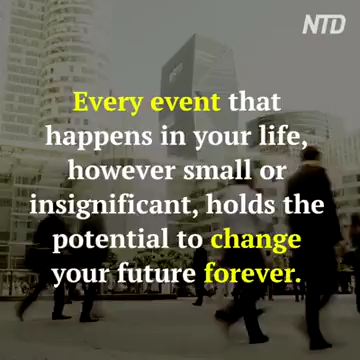 NTD
Every event that
happens in your life,
however small or
insignificant, holds the
potential to change
your future forever.